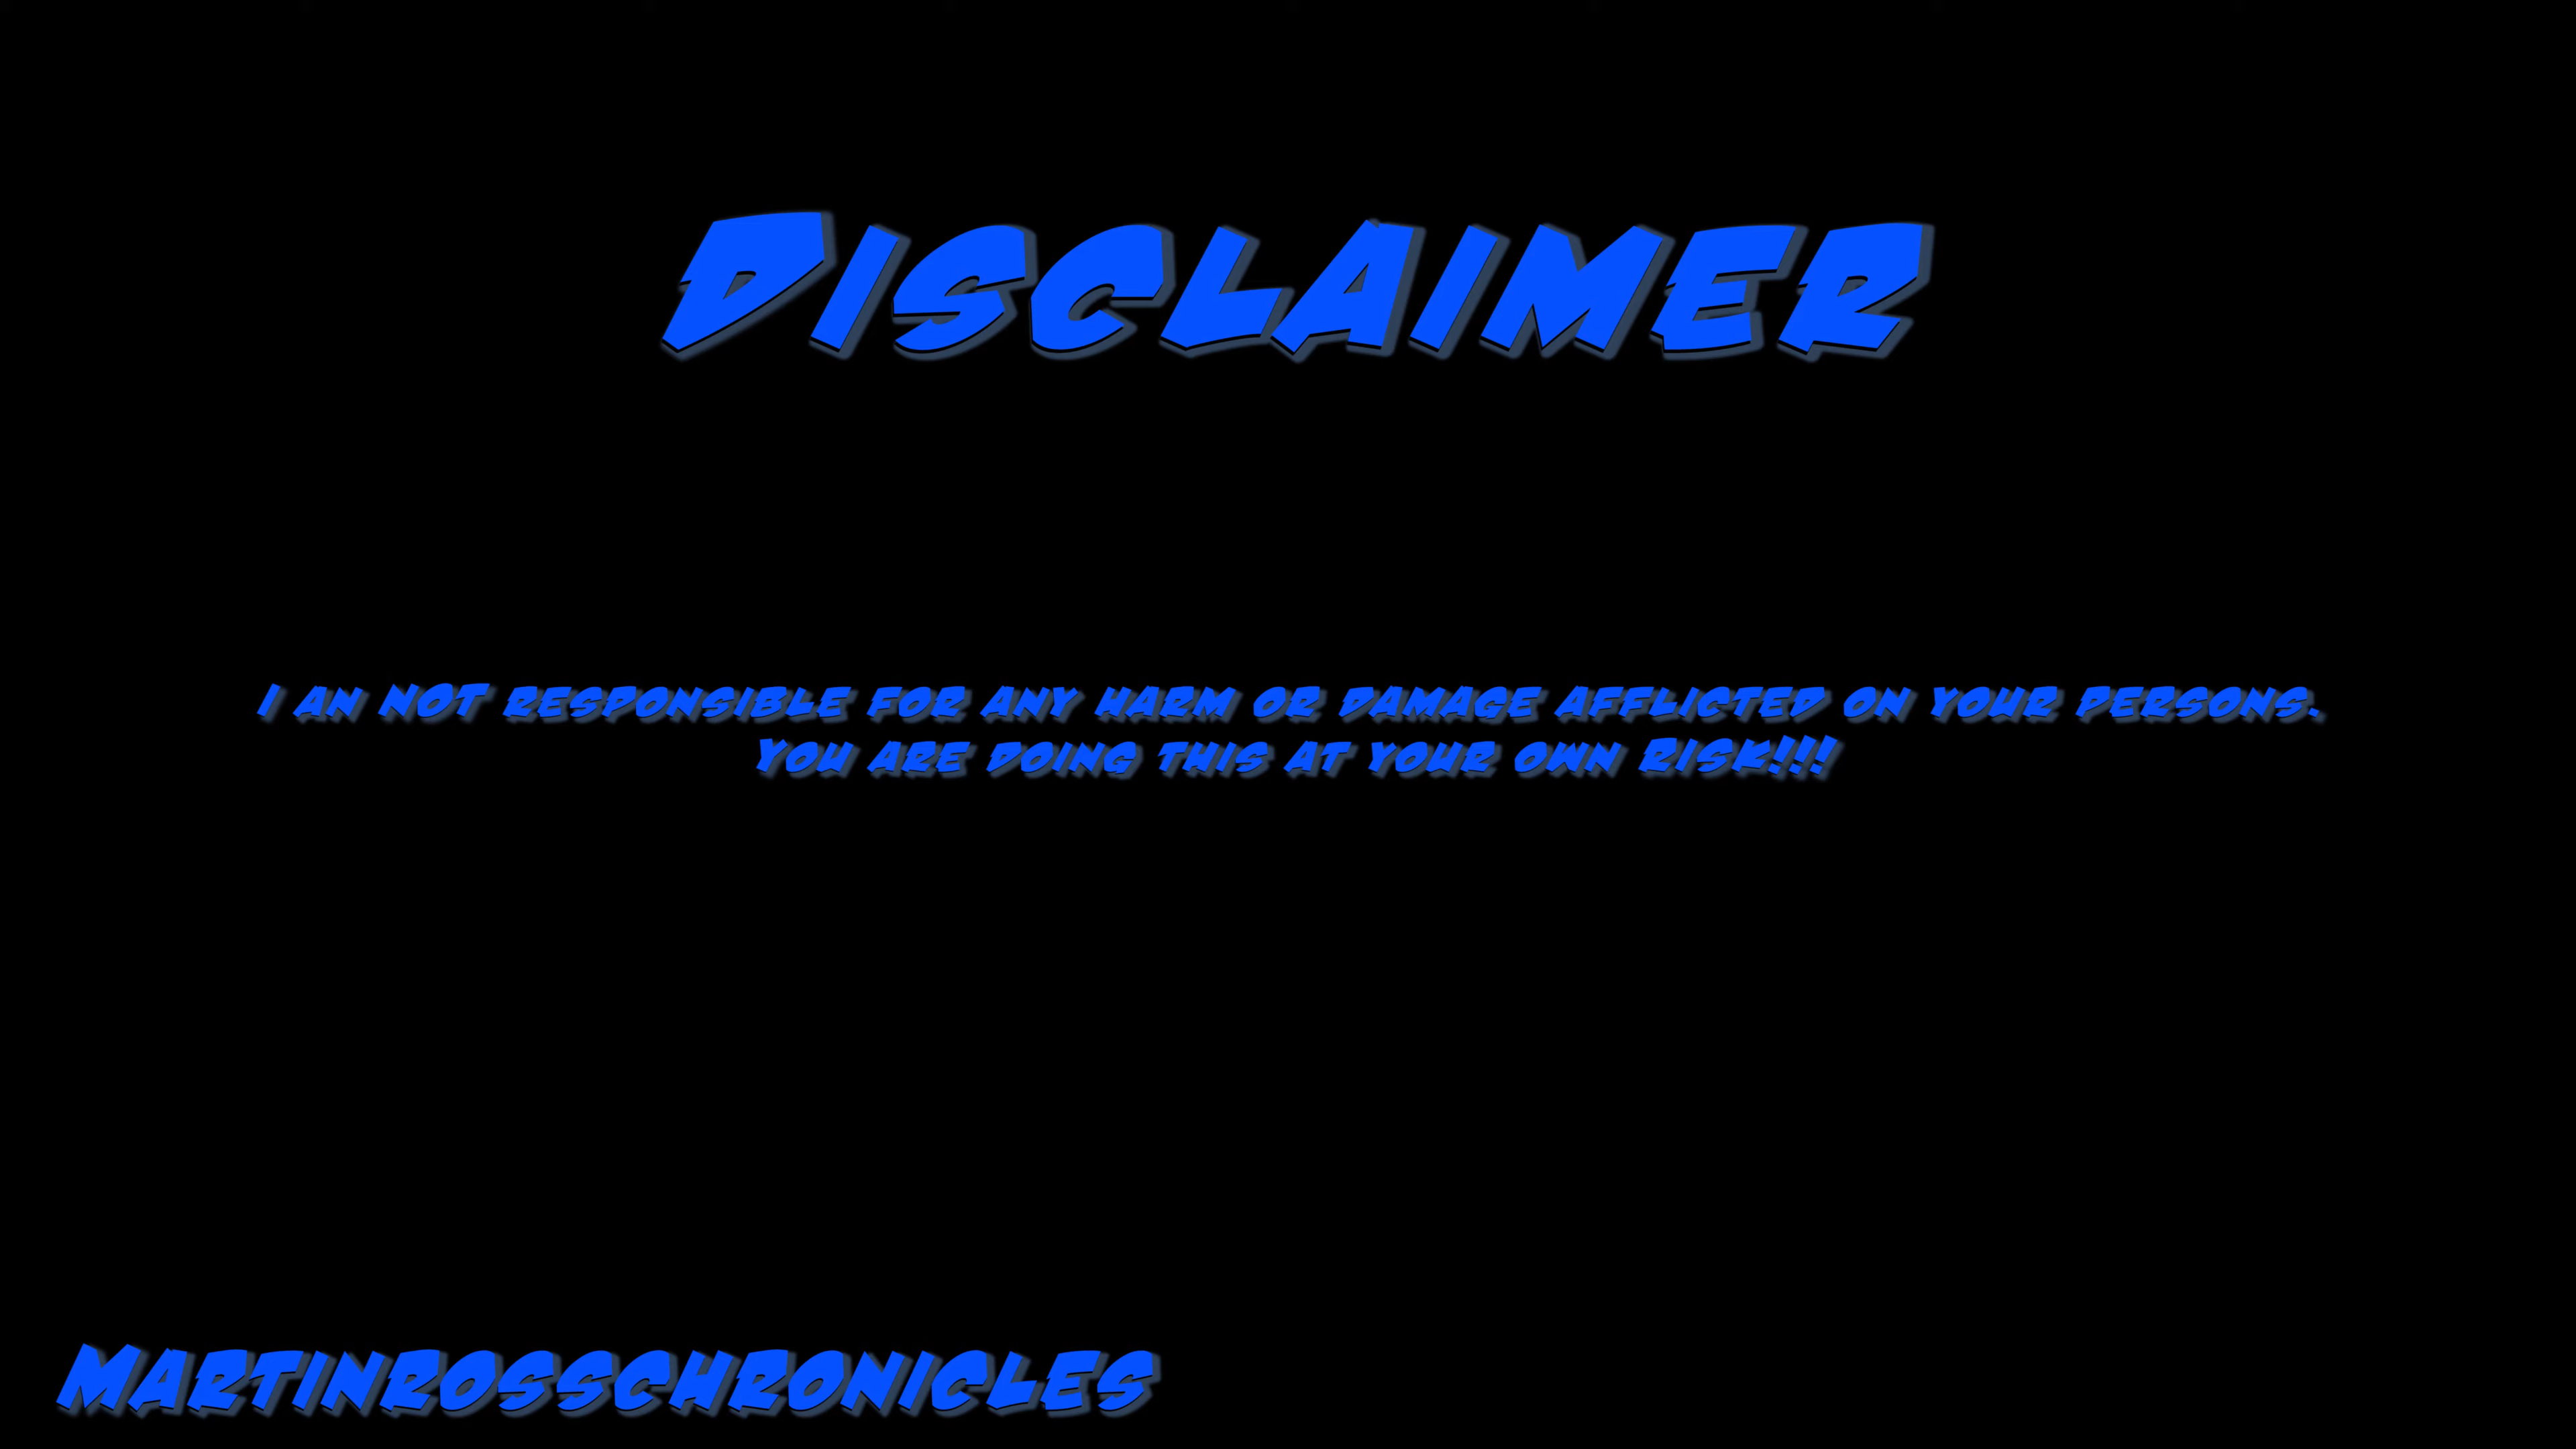 Disclaimer
I an NOT responsible for any harm or damage afflicted on your persons.
You are doing this at your own RISK!!!
MARTINROSSCHRONICLES